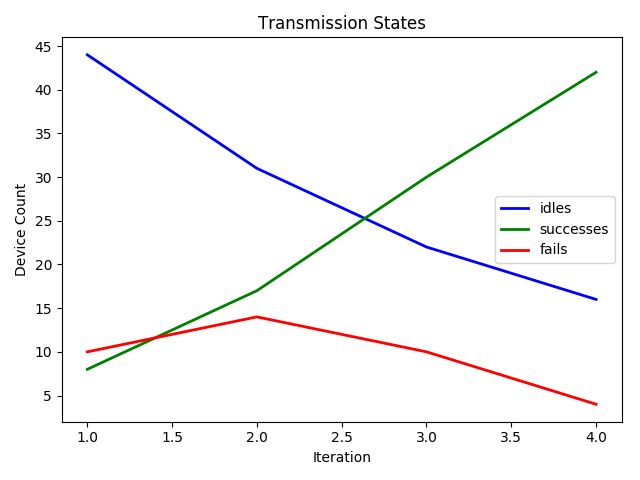 Transmission States
Device Count
45
40
35
30
25
20
15
10
5
idles
successes
fails
1.0 1.5 2.0 2.5 3.0 3.5 4.0
Iteration